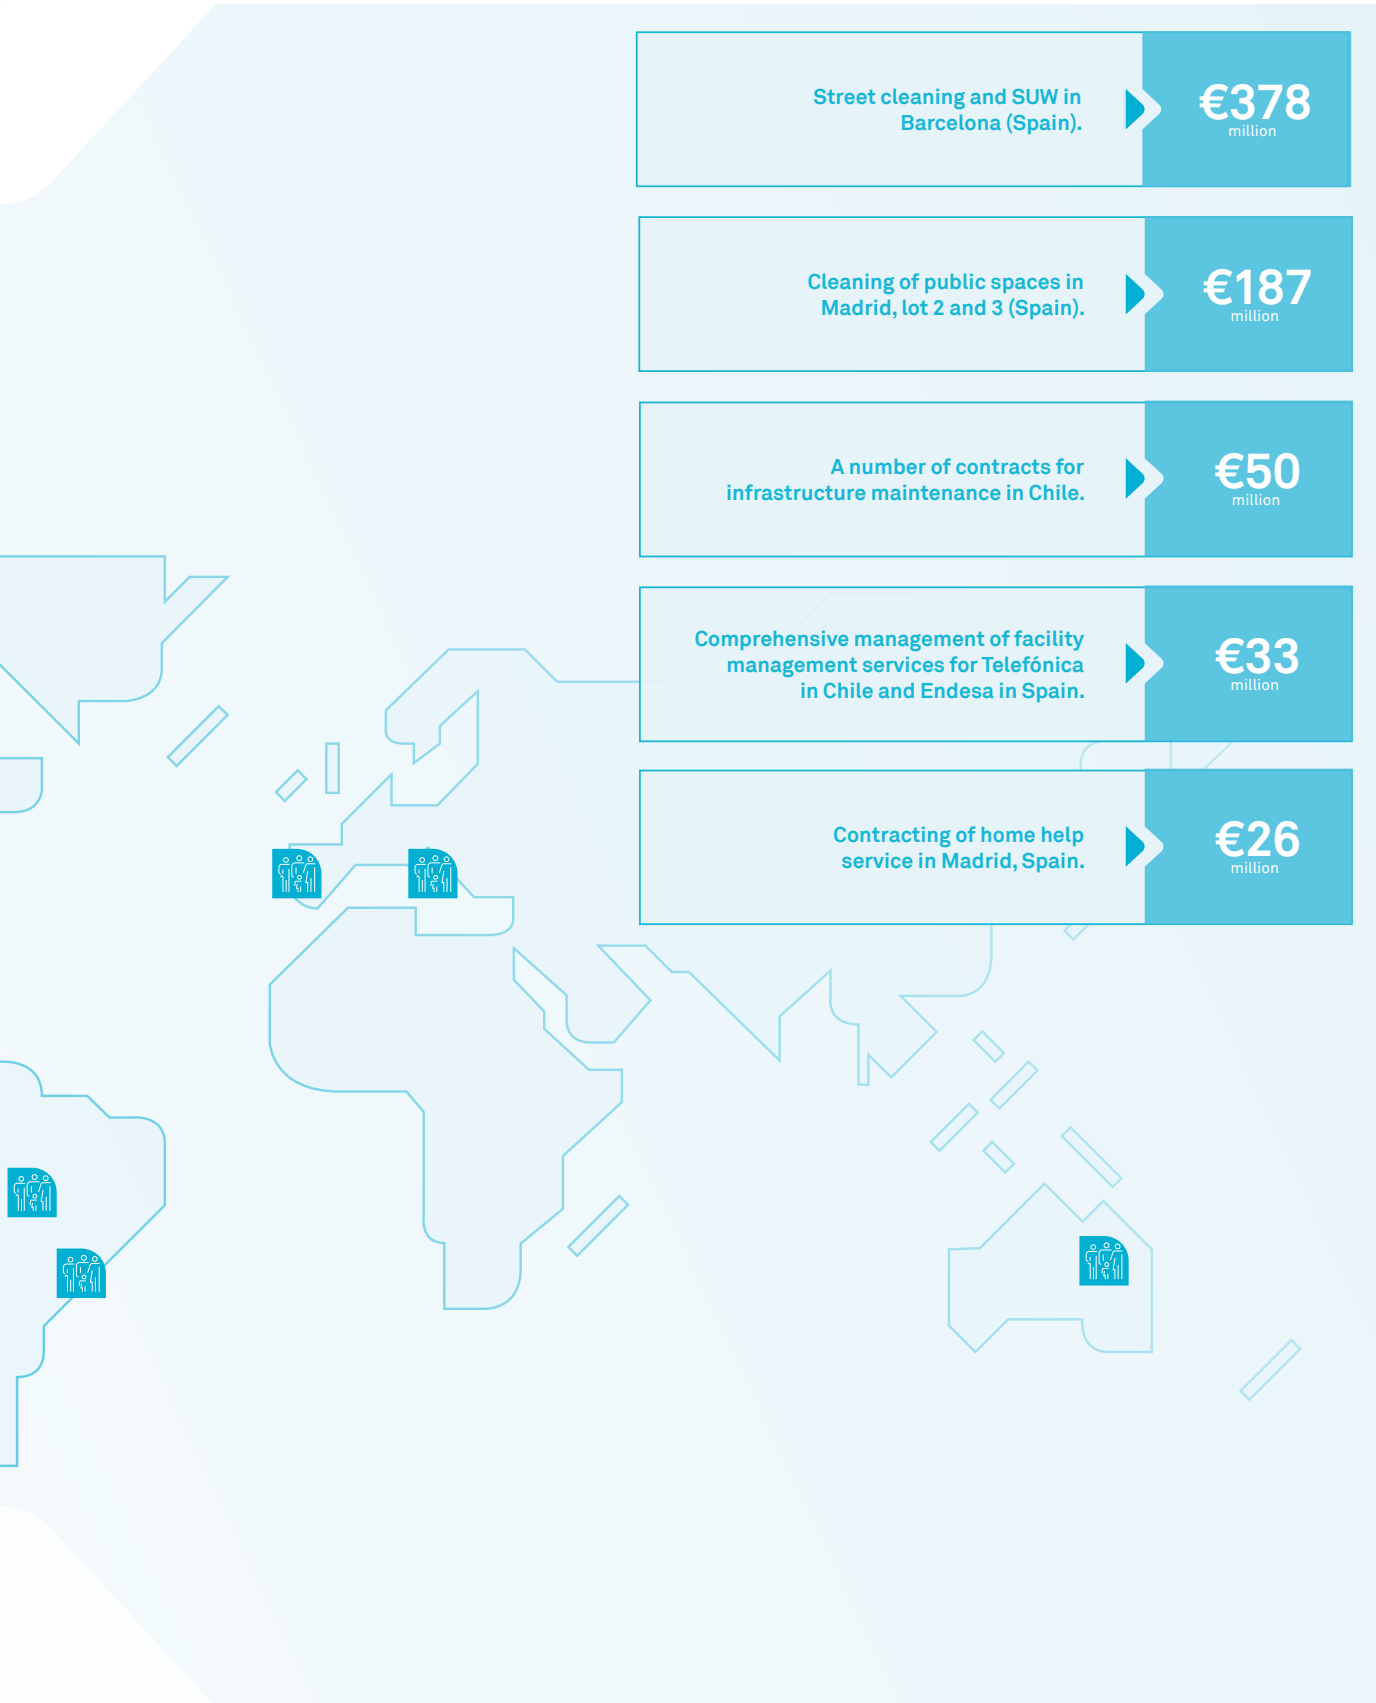 Street cleaning and SUW in
Barcelona (Spain).
€378
million
Cleaning of public spaces in
Madrid, lot 2 and 3 (Spain).
€187
million
A number of contracts for
infrastructure maintenance in Chile.
€50
million
Comprehensive management of facility
management services for Telefónica
in Chile and Endesa in Spain.
€33
million
Contracting of home help
service in Madrid, Spain.
€26
million